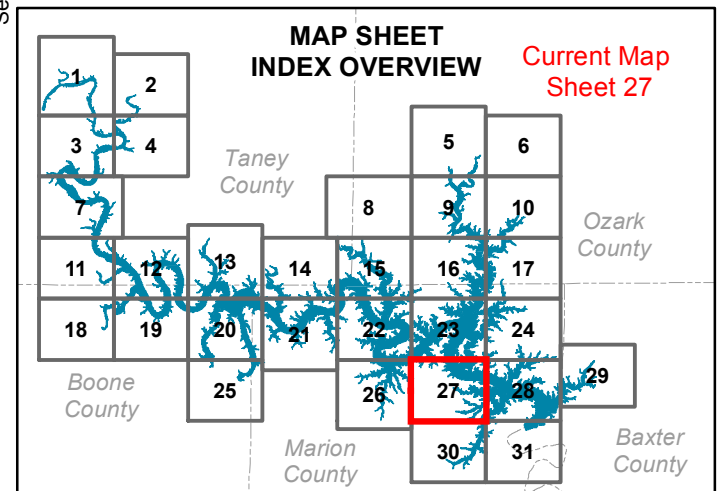 Se
MAP SHEET
INDEX OVERVIEW
Current Map
Sheet 27
1
2
3
4
Taney
County
5
6
7
8
9
10
Ozark
County
11
12
13
14
15
16
17
18
19
20
21
22
23
24
Boone
County
25
26
27
28
29
Marion
County
30
31
Baxter
County